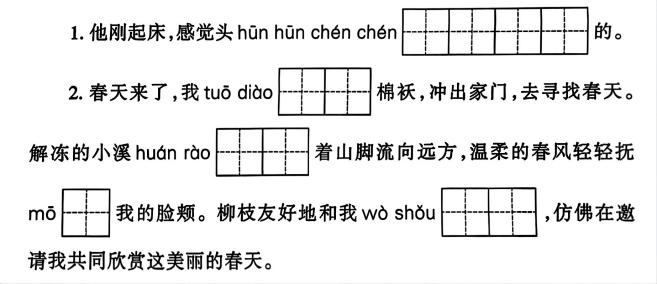 1. 他刚起床,感觉头 hūn hūn chén chén 的。
2. 春天来了,我 tuō diào 棉袄,冲出家门,去寻找春天。
解冻的小溪 huán rào 着山脚流向远方,温柔的春风轻轻抚
mō 我的脸颊。柳枝友好地和我 wò shǒu ,仿佛在邀
请我共同欣赏这美丽的春天。